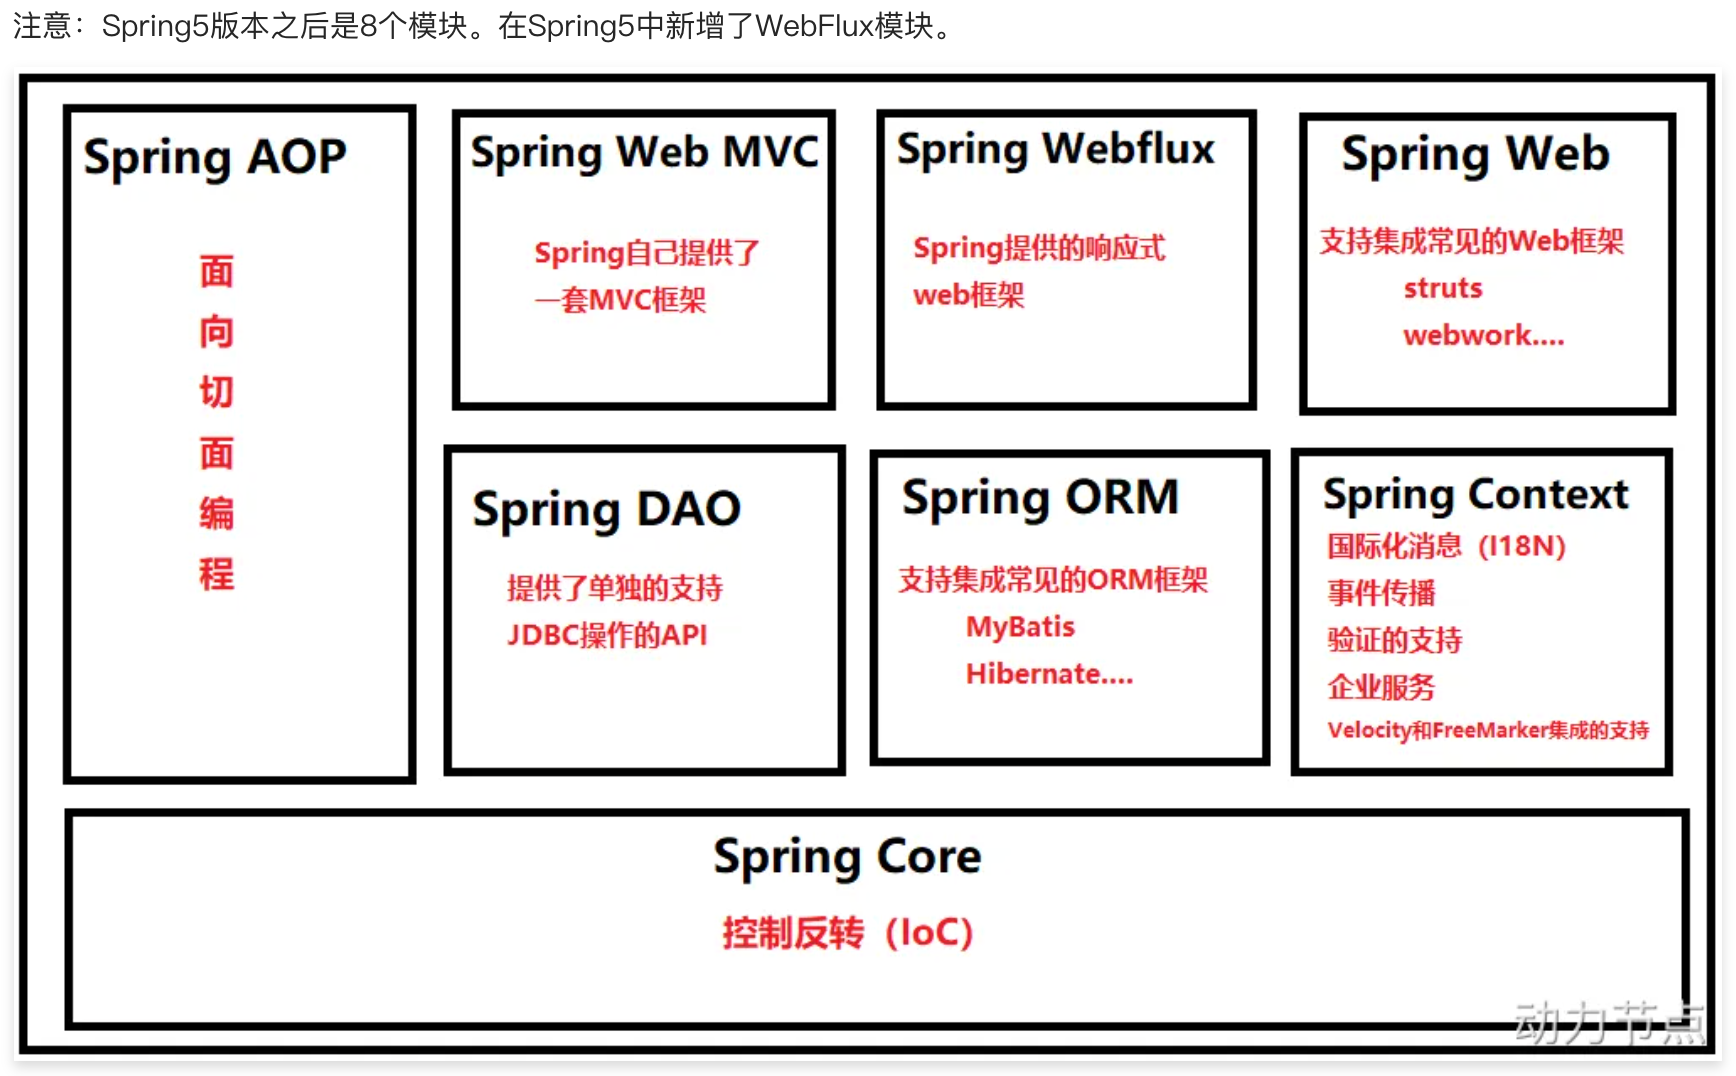 注意：Spring5版本之后是8个模块。在Spring5中新增了WebFlux模块。
Spring AOP
面
向
切
面
编
程
Spring Web MVC
Spring自己提供了
一套MVC框架
Spring Webflux
Spring提供的响应式
web框架
Spring Web
支持集成常见的Web框架
struts
webwork....
Spring DAO
提供了单独的支持
JDBC操作的API
Spring ORM
支持集成常见的ORM框架
MyBatis
Hibernate....
Spring Context
国际化消息（I18N）
事件传播
验证的支持
企业服务
Velocity和FreeMarker集成的支持
Spring Core
控制反转（IoC）
动力节点